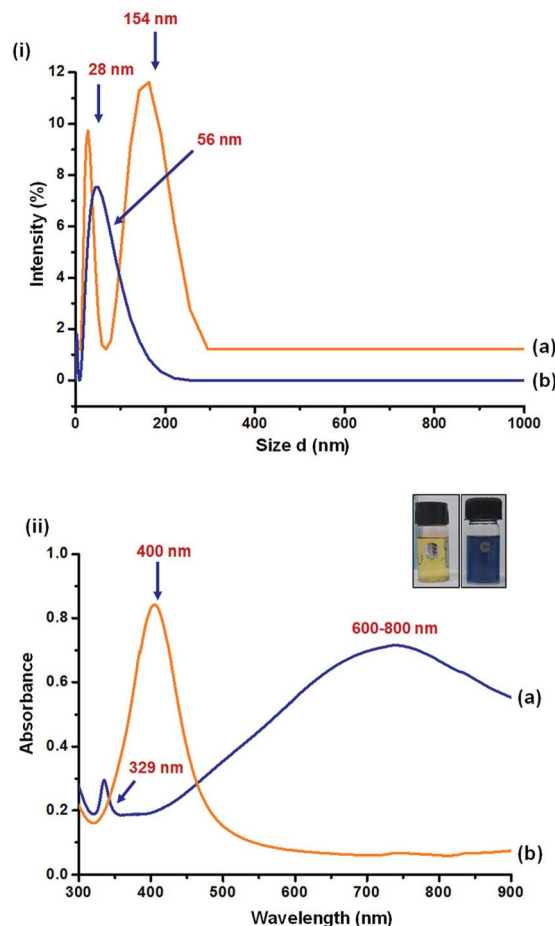 (i)
154 nm
28 nm
56 nm
12
10
8
6
4
2
0
Intensity (%)
(a)
(b)
0
200
400
600
800
1000
Size d (nm)
(ii)
400 nm
600-800 nm
329 nm
1.0
0.8
0.6
0.4
0.2
0.0
Absorbance
(a)
(b)
300
400
500
600
700
800
900
Wavelength (nm)